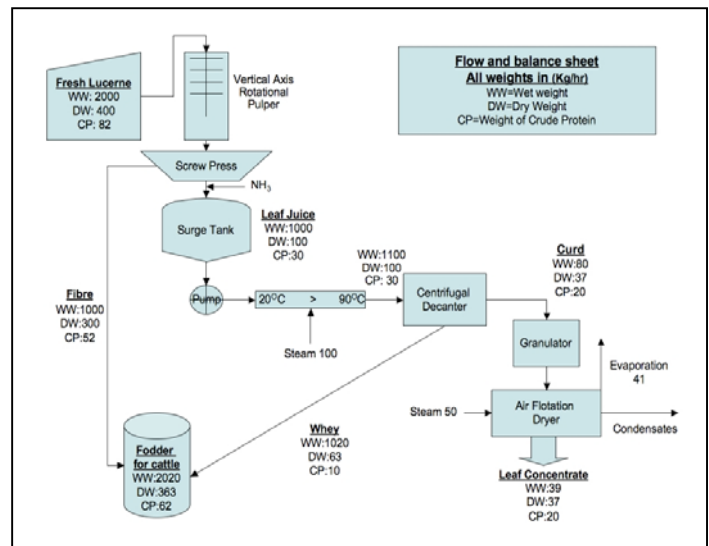 Flow and balance sheet
All weights in (Kg/hr)
WW=Wet weight
DW=Dry Weight
CP=Weight of Crude Protein
Fresh Lucerne
WW: 2000
DW: 400
CP: 82
Vertical Axis
Rotational
Pulper
Screw Press
NH3
Surge Tank
Leaf Juice
WW:1000
DW:100
CP:30
Pump
20°C > 90°C
Steam 100
WW:1100
DW:100
CP: 30
Centrifugal
Decanter
Curd
WW:80
DW:37
CP:20
Granulator
Evaporation
41
Steam 50
Air Flotation
Dryer
Condensates
Leaf Concentrate
WW:39
DW:37
CP:20
Fibre
WW:1000
DW:300
CP:52
Whey
WW:1020
DW:63
CP:10
Fodder
for cattle
WW:2020
DW:363
CP:62